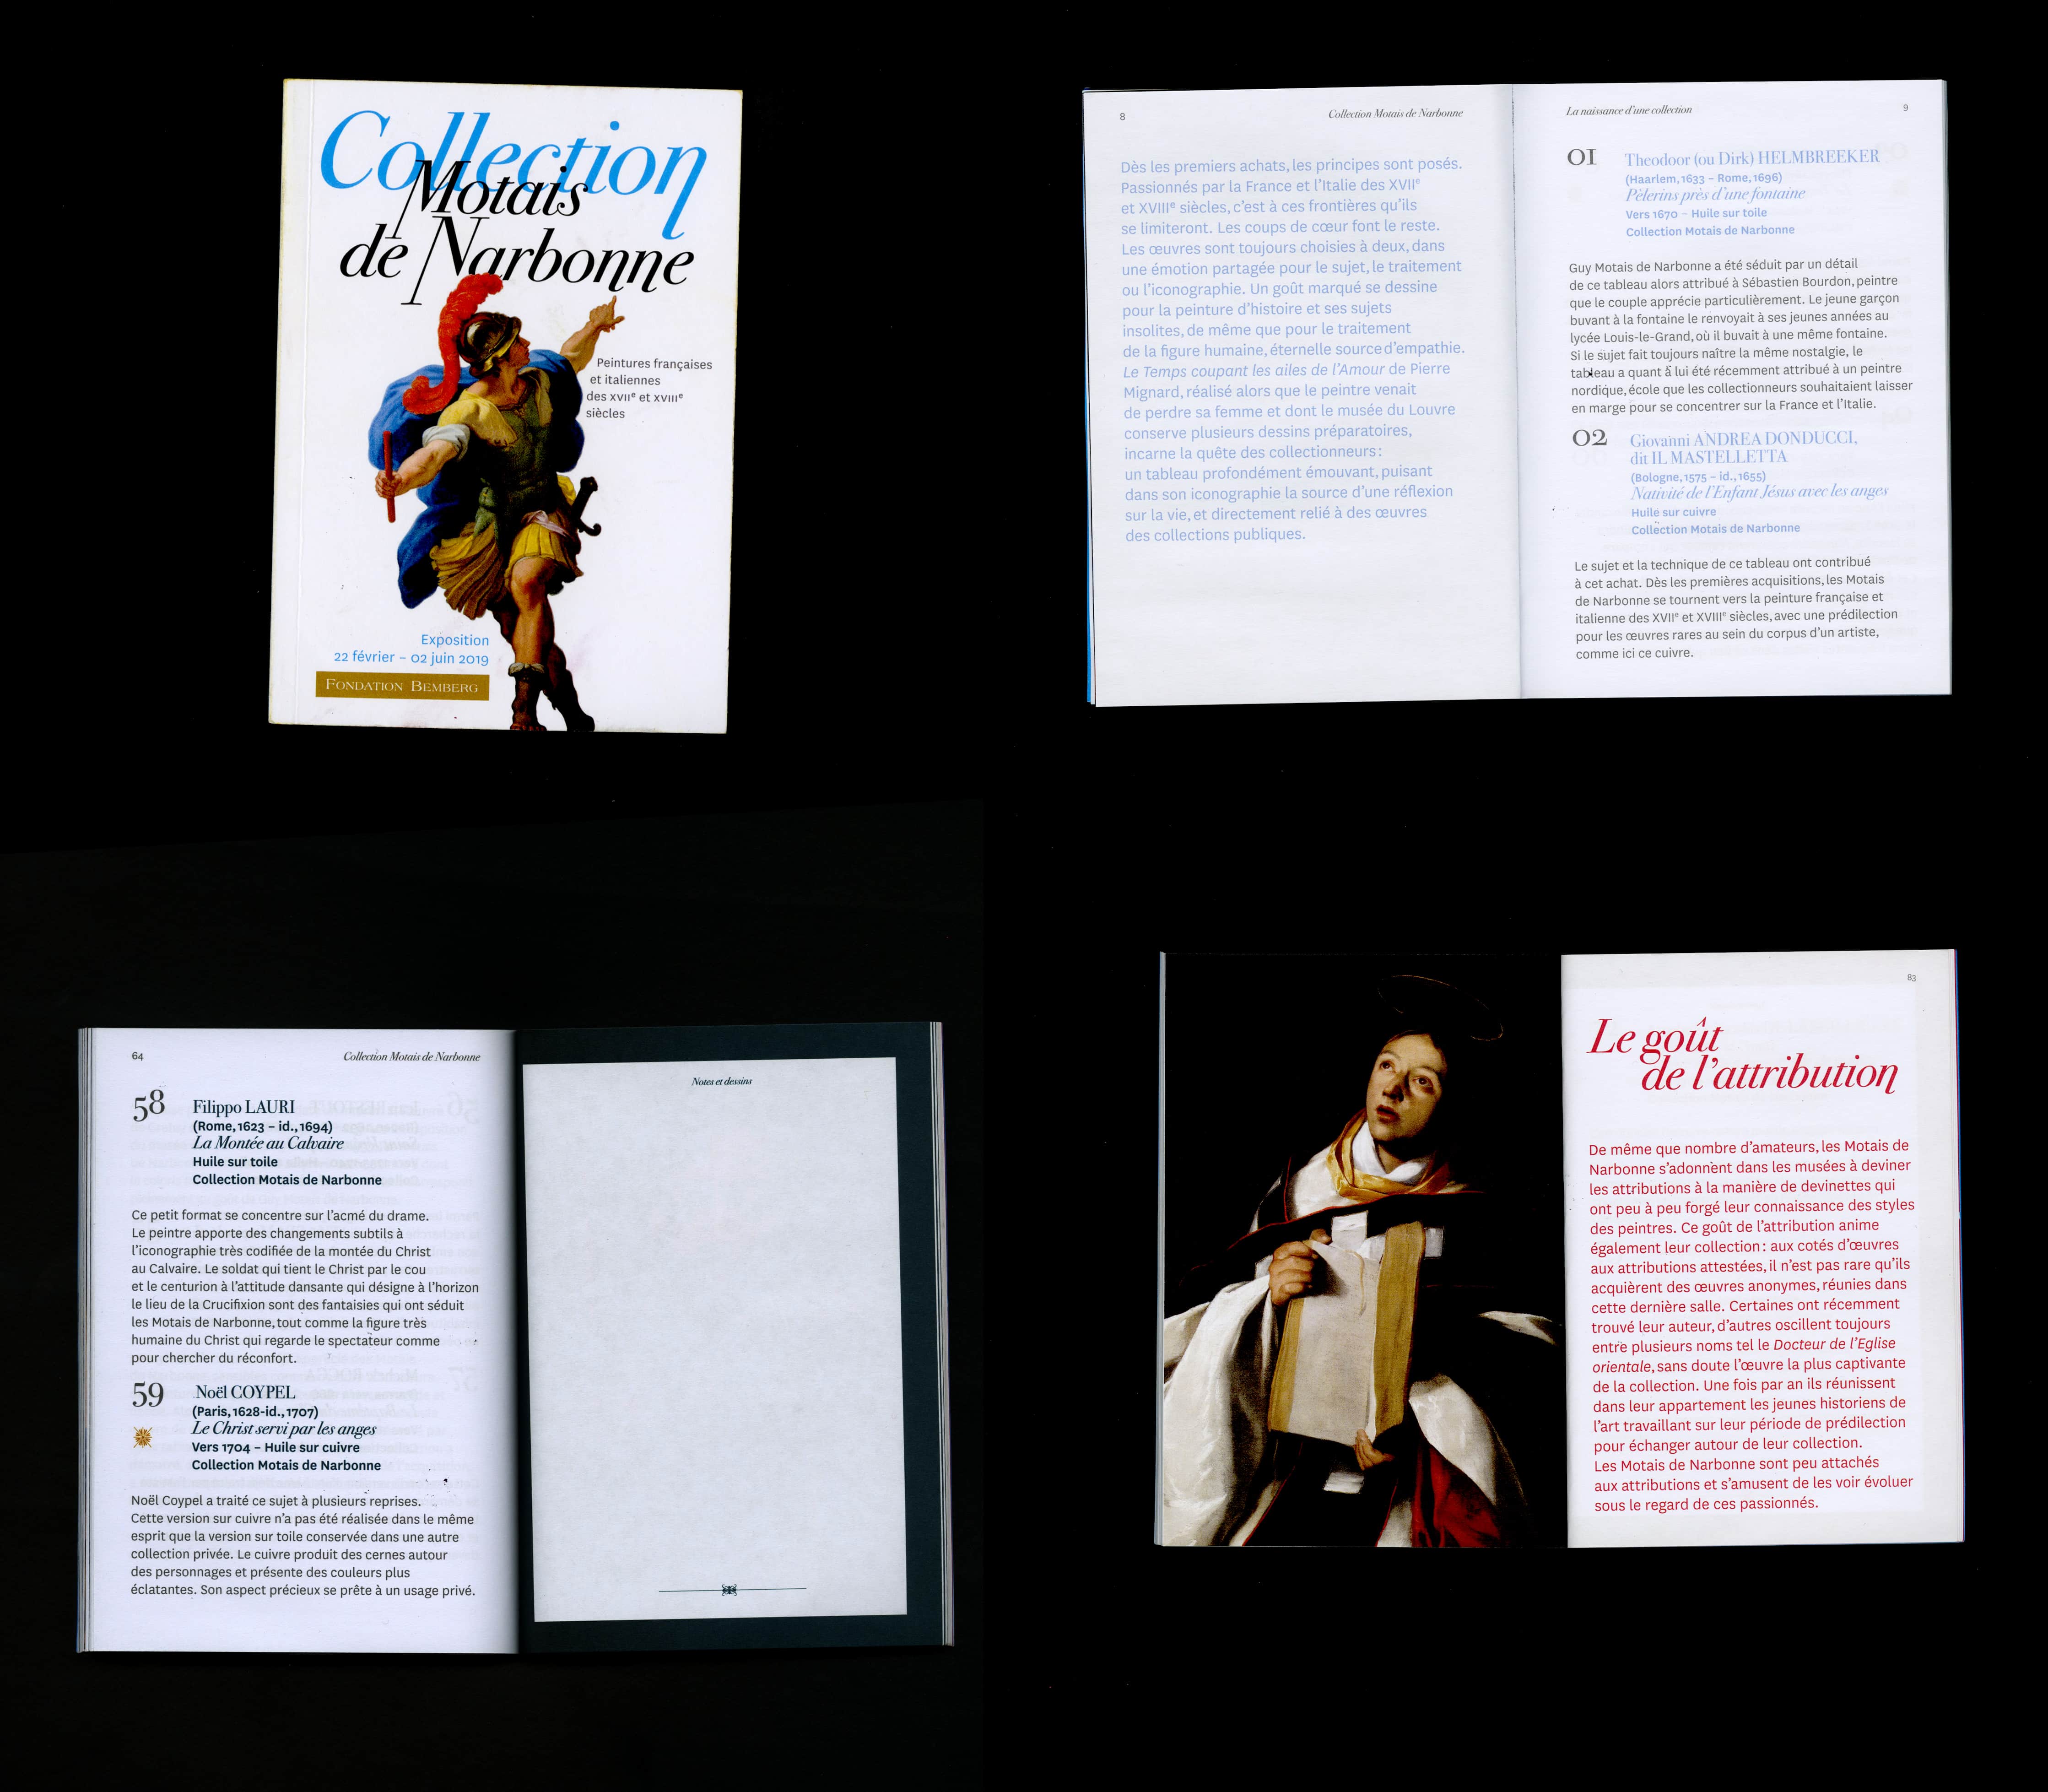 Collection
Motais
de Narbonne
Peintures françaises
et italiennes
des XVIIe et XVIIIe
siècles
Exposition
22 février – 02 juin 2019
FONDATION BEMBERG
8
Collection Motais de Narbonne
Dès les premiers achats, les principes sont posés.
Passionnés par la France et l'Italie des XVIIe
et XVIIIe siècles, c'est à ces frontières qu'ils
se limiteront. Les coups de cœur font le reste.
Les œuvres sont toujours choisies à deux, dans
une émotion partagée pour le sujet, le traitement
ou l'iconographie. Un goût marqué se dessine
pour la peinture d'histoire et ses sujets
insolites, de même que pour le traitement
de la figure humaine, éternelle source d'empathie.
Le Temps coupant les ailes de l'Amour de Pierre
Mignard, réalisé alors que le peintre venait
de perdre sa femme et dont le musée du Louvre
conserve plusieurs dessins préparatoires,
incarne la quête des collectionneurs :
un tableau profondément émouvant, puisant
dans son iconographie la source d'une réflexion
sur la vie, et directement relié à des œuvres
des collections publiques.
La naissance d'une collection
9
01
Theodoor (ou Dirk) HELMBREEKER
(Haarlem, 1633 – Rome, 1696)
Pèlerins près d'une fontaine
Vers 1670 – Huile sur toile
Collection Motais de Narbonne
Guy Motais de Narbonne a été séduit par un détail
de ce tableau alors attribué à Sébastien Bourdon, peintre
que le couple apprécie particulièrement. Le jeune garçon
buvant à la fontaine le renvoyait à ses jeunes années au
lycée Louis-le-Grand, où il buvait à une même fontaine.
Si le sujet fait toujours naître la même nostalgie, le
tableau a quant à lui été récemment attribué à un peintre
nordique, école que les collectionneurs souhaitaient laisser
en marge pour se concentrer sur la France et l'Italie.
02
Giovanni ANDREA DONDUCCI,
dit IL MASTELLETTA
(Bologne, 1575 – id., 1655)
Nativité de l'Enfant Jésus avec les anges
Huile sur cuivre
Collection Motais de Narbonne
Le sujet et la technique de ce tableau ont contribué
à cet achat. Dès les premières acquisitions, les Motais
de Narbonne se tournent vers la peinture française et
italienne des XVIIe et XVIIIe siècles, avec une prédilection
pour les œuvres rares au sein du corpus d'un artiste,
comme ici ce cuivre.
64
Collection Motais de Narbonne
58
Filippo LAURI
(Rome, 1623 – id., 1694)
La Montée au Calvaire
Huile sur toile
Collection Motais de Narbonne
Ce petit format se concentre sur l'acmé du drame.
Le peintre apporte des changements subtils à
l'iconographie très codifiée de la montée du Christ
au Calvaire. Le soldat qui tient le Christ par le cou
et le centurion à l'attitude dansante qui désigne à l'horizon
le lieu de la Crucifixion sont des fantaisies qui ont séduit
les Motais de Narbonne, tout comme la figure très
humaine du Christ qui regarde le spectateur comme
pour chercher du réconfort.
59
Noël COYPEL
(Paris, 1628-id., 1707)
Le Christ servi par les anges
Vers 1704 – Huile sur cuivre
Collection Motais de Narbonne
Noël Coypel a traité ce sujet à plusieurs reprises.
Cette version sur cuivre n'a pas été réalisée dans le même
esprit que la version sur toile conservée dans une autre
collection privée. Le cuivre produit des cernes autour
des personnages et présente des couleurs plus
éclatantes. Son aspect précieux se prête à un usage privé.
Notes et dessins
83
Le goût
de l'attribution
De même que nombre d'amateurs, les Motais de
Narbonne s'adonnent dans les musées à deviner
les attributions à la manière de devinettes qui
ont peu à peu forgé leur connaissance des styles
des peintres. Ce goût de l'attribution anime
également leur collection : aux cotés d'œuvres
aux attributions attestées, il n'est pas rare qu'ils
acquièrent des œuvres anonymes, réunies dans
cette dernière salle. Certaines ont récemment
trouvé leur auteur, d'autres oscillent toujours
entre plusieurs noms tel le Docteur de l'Eglise
orientale, sans doute l'œuvre la plus captivante
de la collection. Une fois par an ils réunissent
dans leur appartement les jeunes historiens de
l'art travaillant sur leur période de prédilection
pour échanger autour de leur collection.
Les Motais de Narbonne sont peu attachés
aux attributions et s'amusent de les voir évoluer
sous le regard de ces passionnés.